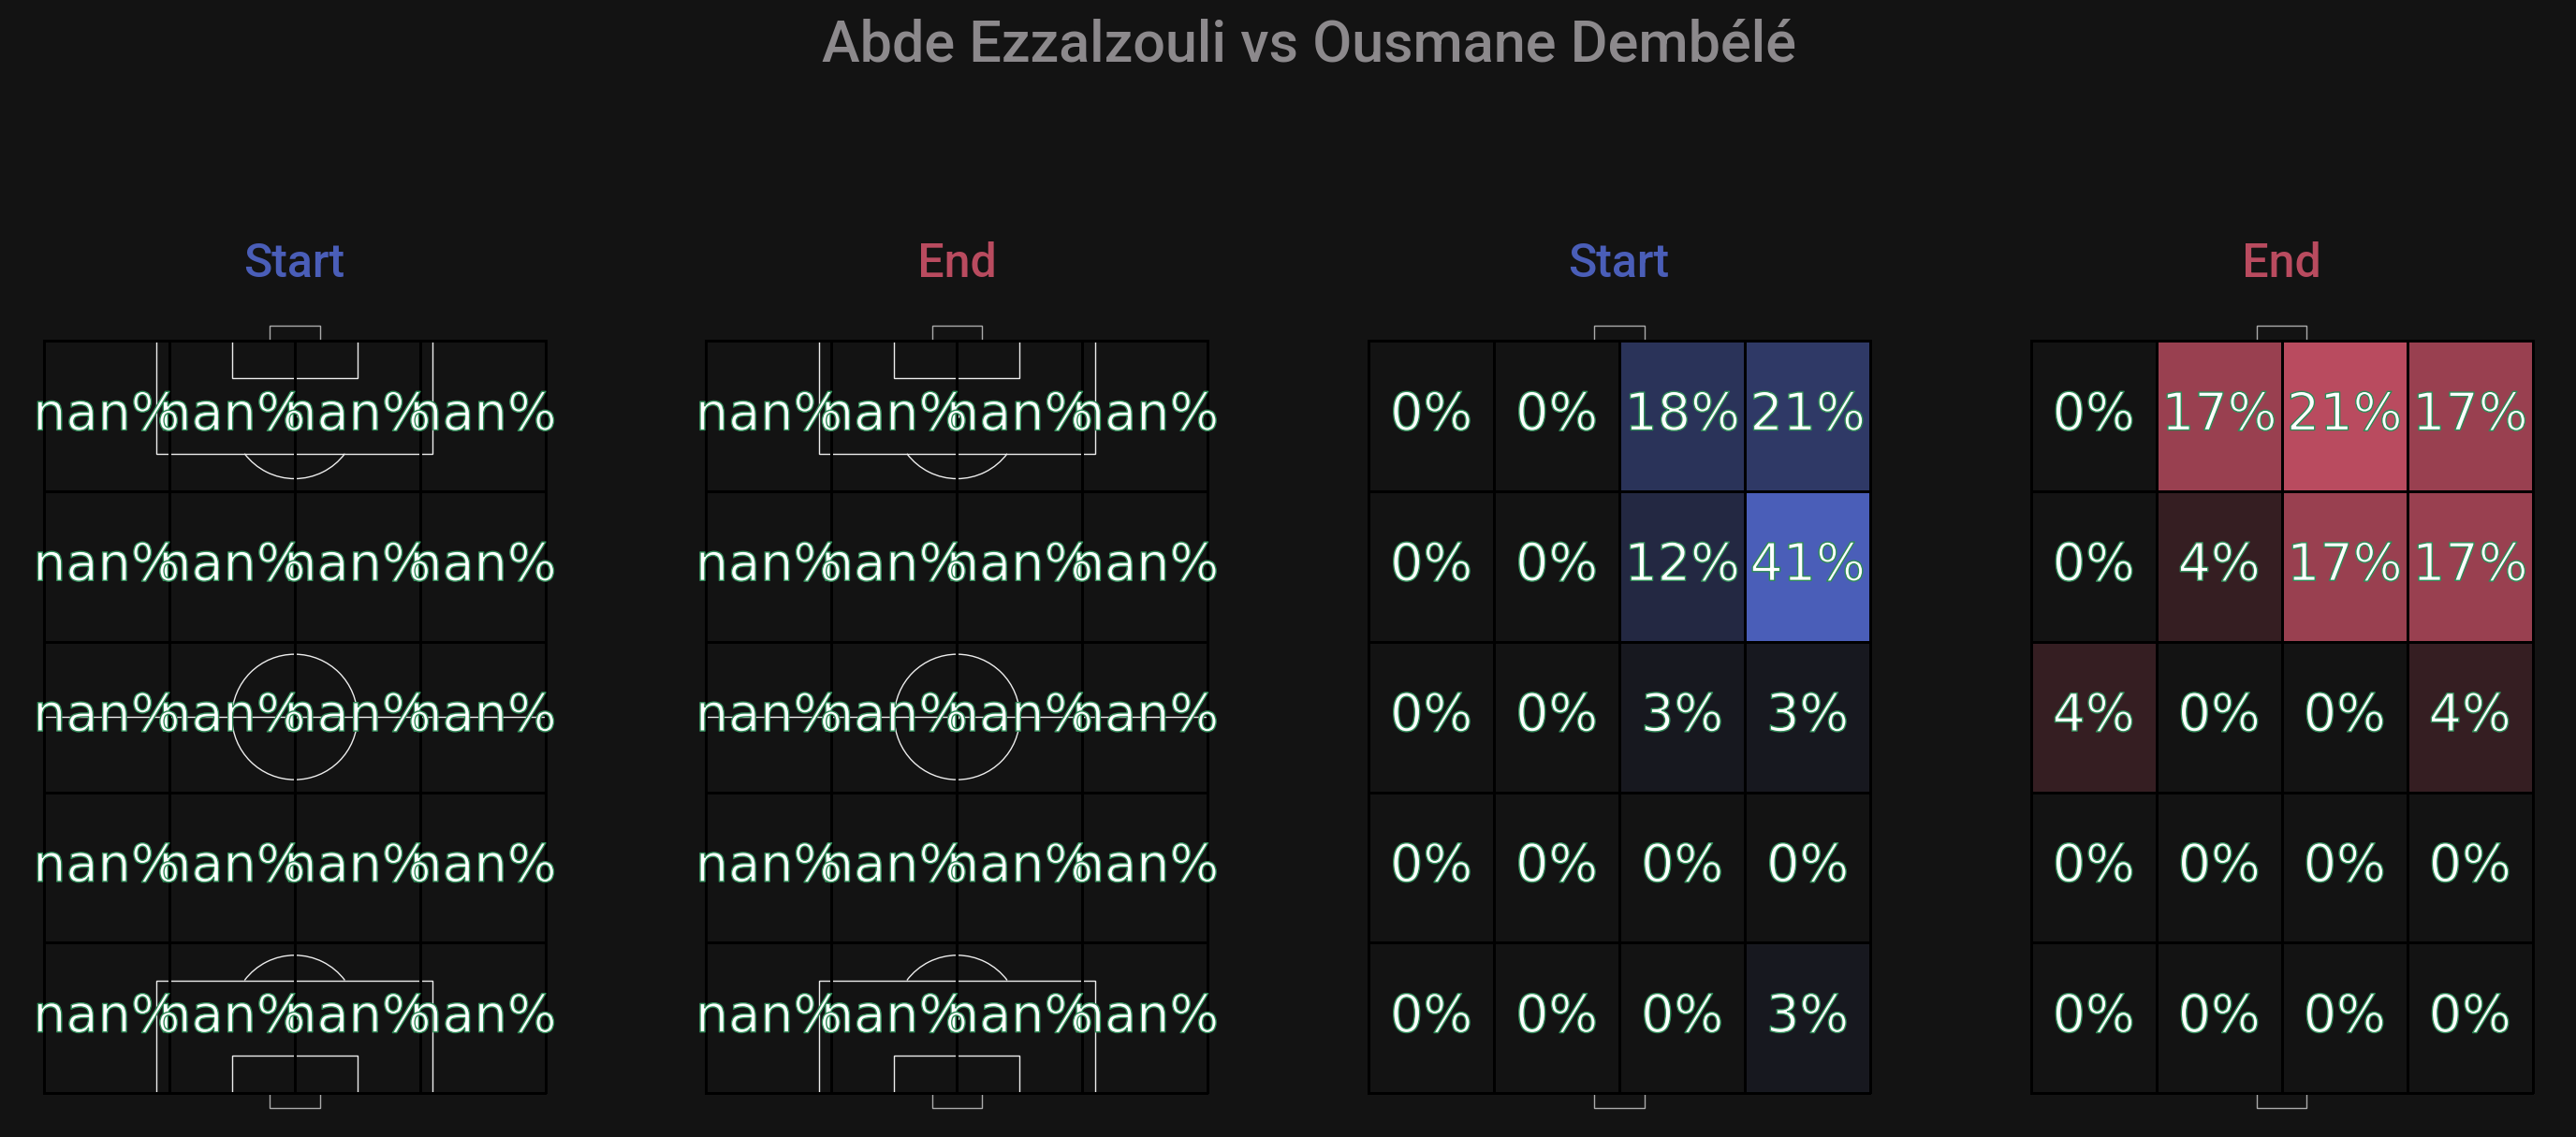 Abde Ezzalzouli vs Ousmane Dembélé
Start End Start End
nan% nan% nan% nan% nan% nan% nan% nan% 0% 0% 18% 21% 0% 17% 21% 17%
nan% nan% nan% nan% nan% nan% nan% nan% 0% 0% 12% 41% 0% 4% 17% 17%
nan% nan% nan% nan% nan% nan% nan% nan% 0% 0% 3% 3% 4% 0% 0% 4%
nan% nan% nan% nan% nan% nan% nan% nan% 0% 0% 0% 0% 0% 0% 0% 0%
nan% nan% nan% nan% nan% nan% nan% nan% 0% 0% 0% 3% 0% 0% 0% 0%